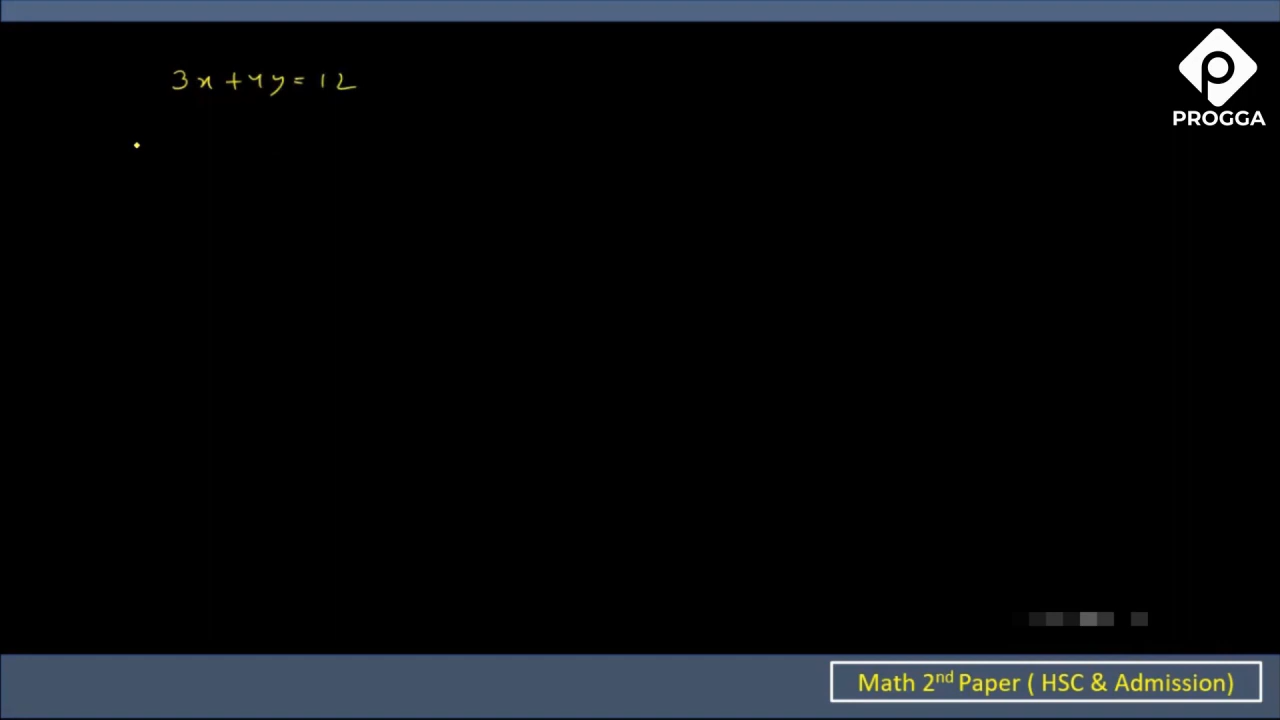 3x+4y=12
PROGGA
Math 2nd Paper ( HSC & Admission)